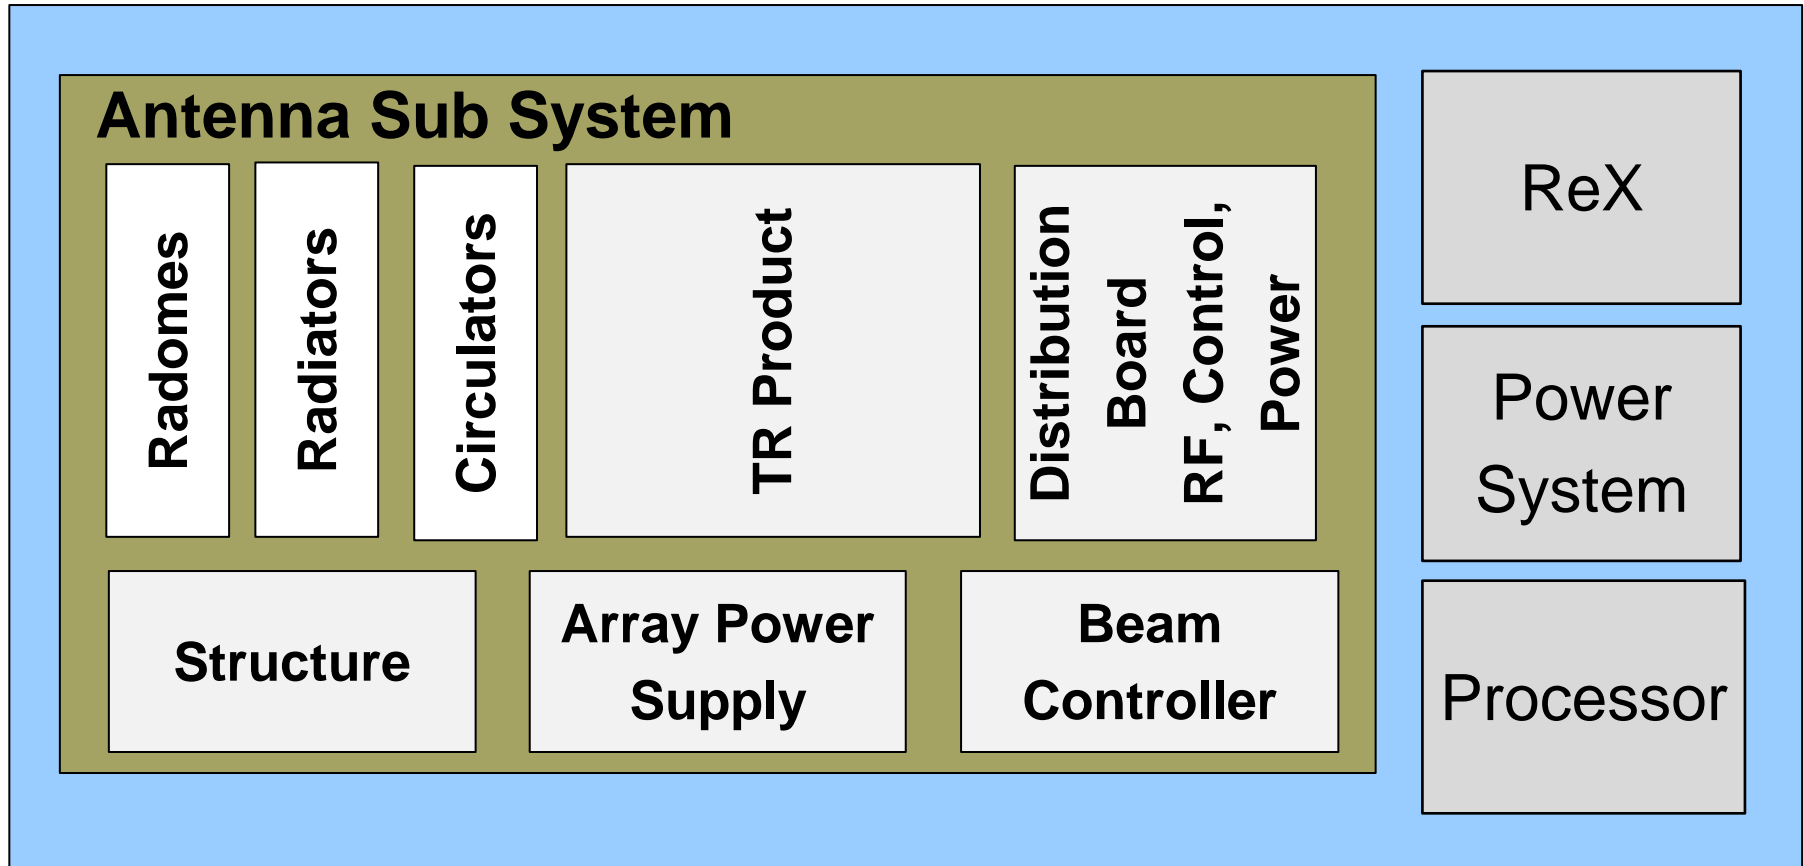 Antenna Sub System
Radomes
Radiators
Circulators
TR Product
Distribution
Board
RF, Control,
Power
Structure
Array Power
Supply
Beam
Controller
ReX
Power
System
Processor